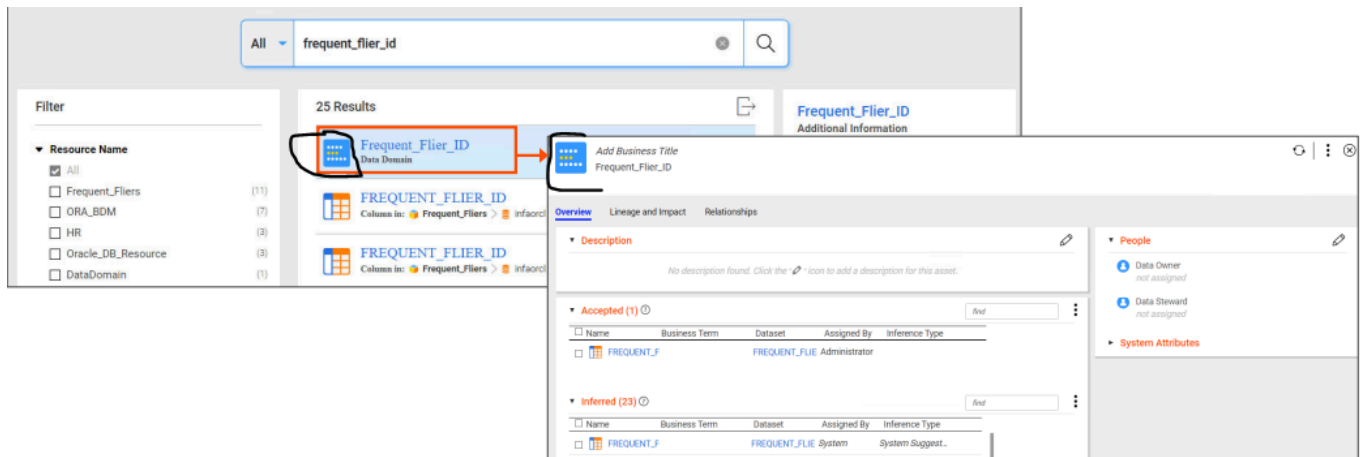 All
frequent_flier_id
Filter
Resource Name
All
Frequent_Fliers (11)
ORA_BDM (7)
HR (3)
Oracle_DB_Resource (3)
DataDomain (1)
25 Results
Frequent_Flier_ID
Data Domain
FREQUENT_FLIER_ID
Column in: Frequent_Fliers > infaorcl
FREQUENT_FLIER_ID
Column in: Frequent_Fliers > infaorcl
Frequent_Flier_ID
Additional Information
Add Business Title
Frequent_Flier_ID
Overview Lineage and Impact Relationships
Description
No description found. Click the " " icon to add a description for this asset.
Accepted (1)
find
Name Business Term Dataset Assigned By Inference Type
FREQUENT_F FREQUENT_FLIE Administrator
Inferred (23)
find
Name Business Term Dataset Assigned By Inference Type
FREQUENT_F FREQUENT_FLIE System System Suggest...
People
Data Owner
not assigned
Data Steward
not assigned
System Attributes